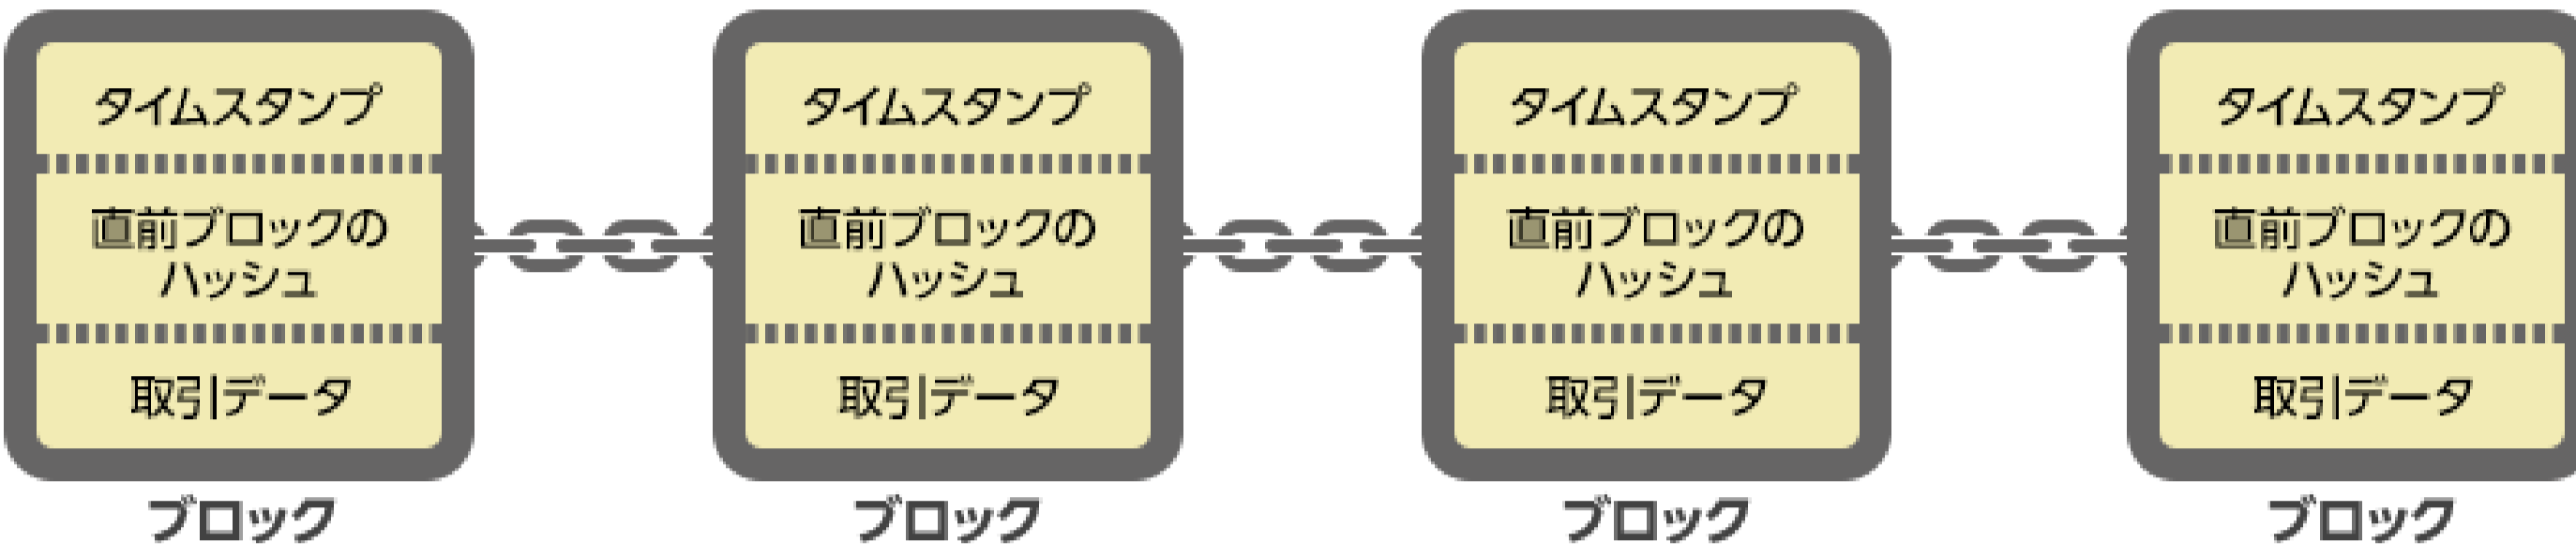 タイムスタンプ
直前ブロックの
ハッシュ
取引データ
ブロック
タイムスタンプ
直前ブロックの
ハッシュ
取引データ
ブロック
タイムスタンプ
直前ブロックの
ハッシュ
取引データ
ブロック
タイムスタンプ
直前ブロックの
ハッシュ
取引データ
ブロック